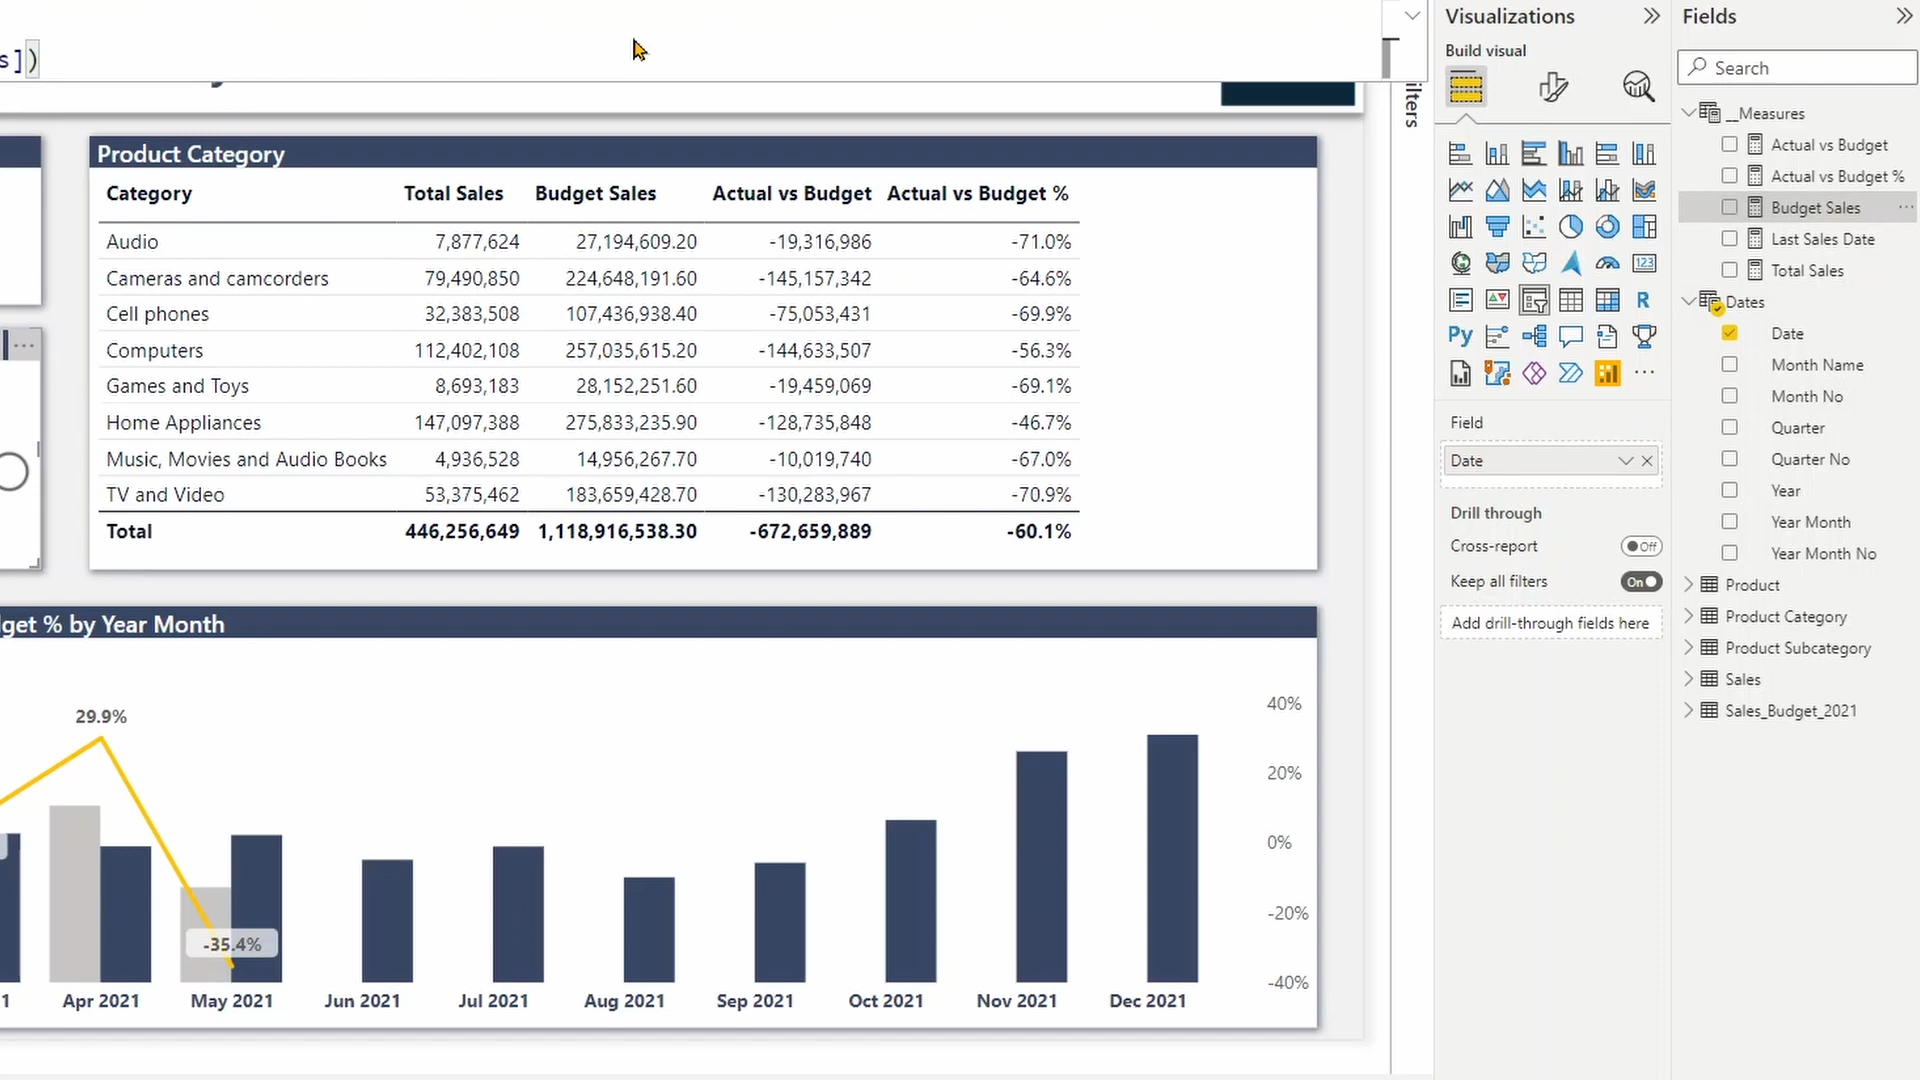 s])
Product Category
Category Total Sales Budget Sales Actual vs Budget Actual vs Budget %
Audio 7,877,624 27,194,609.20 -19,316,986 -71.0%
Cameras and camcorders 79,490,850 224,648,191.60 -145,157,342 -64.6%
Cell phones 32,383,508 107,436,938.40 -75,053,431 -69.9%
Computers 112,402,108 257,035,615.20 -144,633,507 -56.3%
Games and Toys 8,693,183 28,152,251.60 -19,459,069 -69.1%
Home Appliances 147,097,388 275,833,235.90 -128,735,848 -46.7%
Music, Movies and Audio Books 4,936,528 14,956,267.70 -10,019,740 -67.0%
TV and Video 53,375,462 183,659,428.70 -130,283,967 -70.9%
Total 446,256,649 1,118,916,538.30 -672,659,889 -60.1%
get % by Year Month
29.9%
-35.4%
40%
20%
0%
-20%
-40%
1 Apr 2021 May 2021 Jun 2021 Jul 2021 Aug 2021 Sep 2021 Oct 2021 Nov 2021 Dec 2021
ilters
Visualizations
Build visual
123
R
Py
Field
Date
Drill through
Cross-report Off
Keep all filters On
Add drill-through fields here
Fields
Search
__Measures
Actual vs Budget
Actual vs Budget %
Budget Sales
Last Sales Date
Total Sales
Dates
Date
Month Name
Month No
Quarter
Quarter No
Year
Year Month
Year Month No
Product
Product Category
Product Subcategory
Sales
Sales_Budget_2021